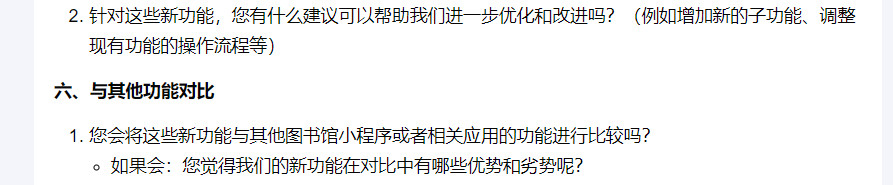 2. 针对这些新功能，您有什么建议可以帮助我们进一步优化和改进吗？（例如增加新的子功能、调整
现有功能的操作流程等）
六、与其他功能对比
1. 您会将这些新功能与其他图书馆小程序或者相关应用的功能进行比较吗？
○ 如果会：您觉得我们的新功能在对比中有哪些优势和劣势呢？